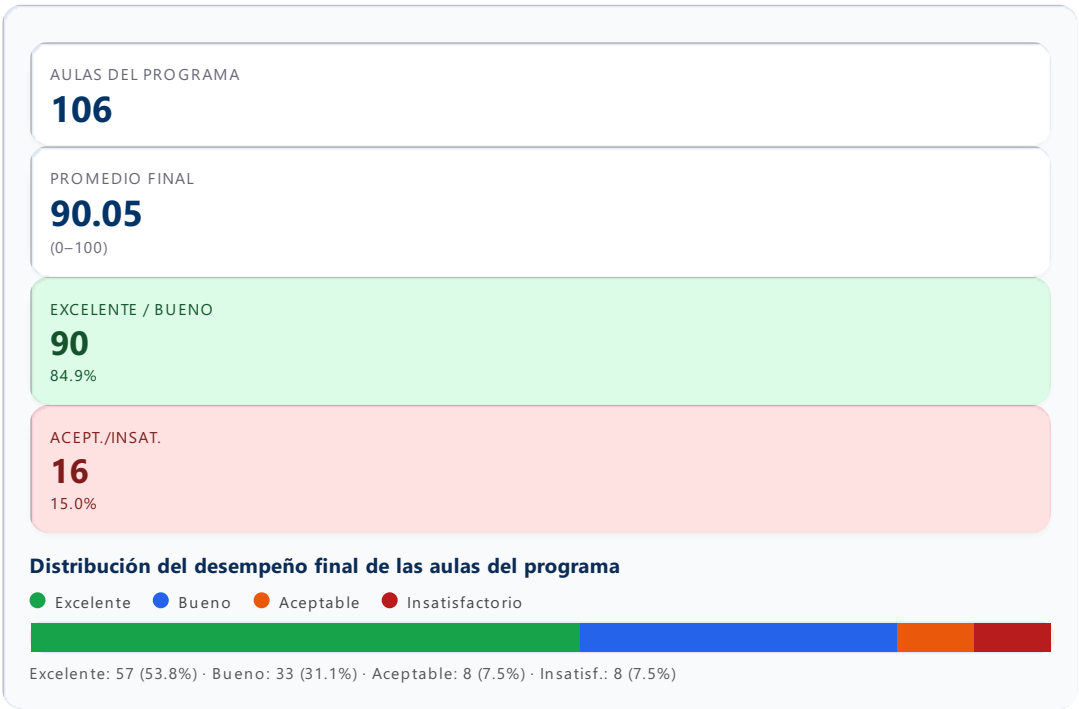 AULAS DEL PROGRAMA
106
PROMEDIO FINAL
90.05
(0–100)
EXCELENTE / BUENO
90
84.9%
ACEPT./INSAT.
16
15.0%
Distribución del desempeño final de las aulas del programa
Excelente Bueno Aceptable Insatisfactorio
Excelente: 57 (53.8%) · Bueno: 33 (31.1%) · Aceptable: 8 (7.5%) · Insatisf.: 8 (7.5%)